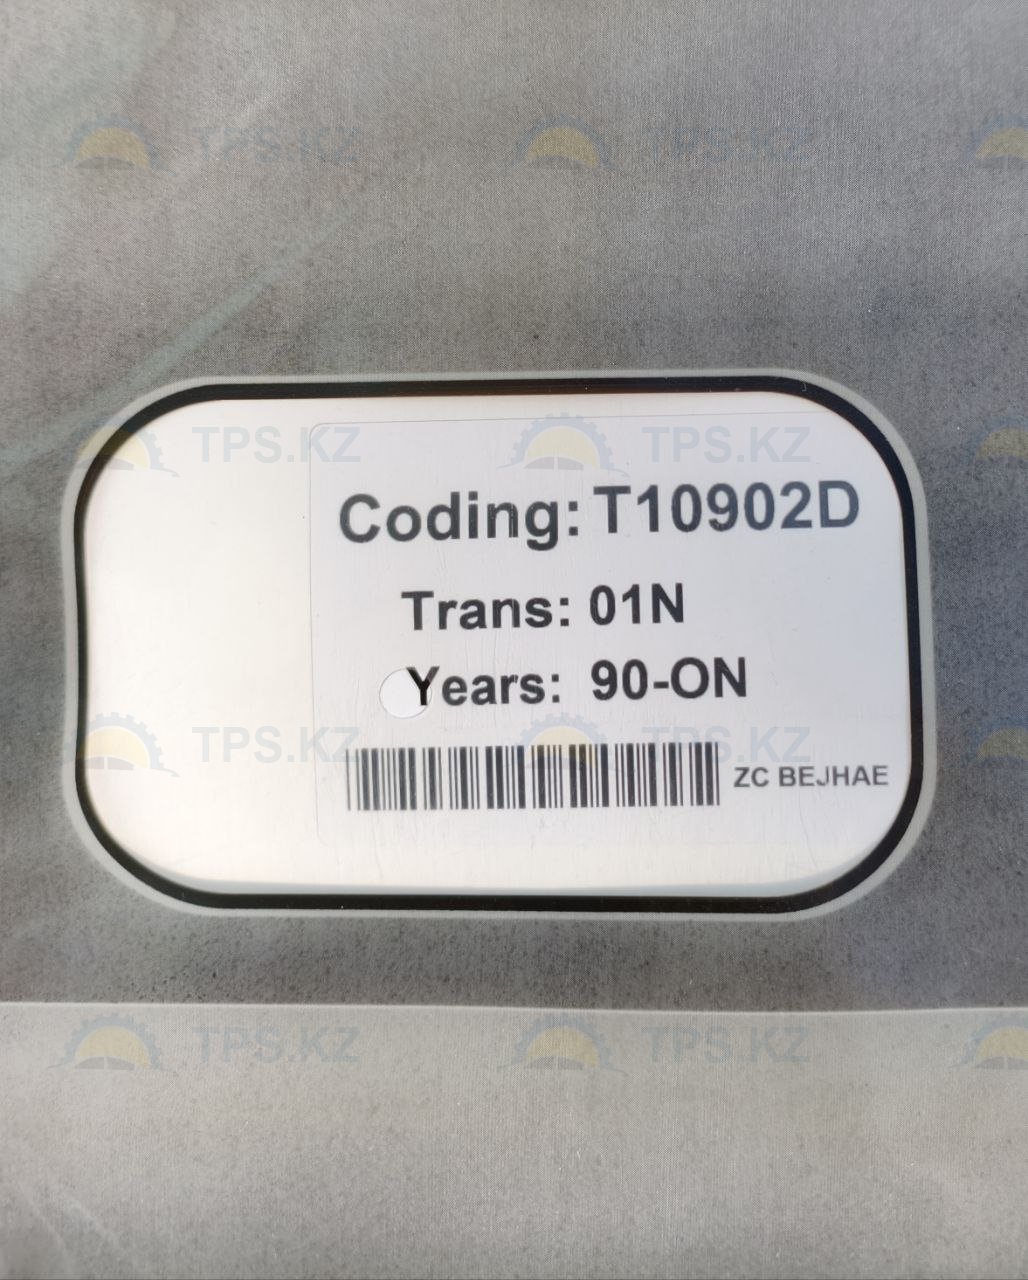 TPS.KZ TPS.KZ
TPS.KZ TPS.KZ
Coding: T10902D
Trans: 01N
Years: 90-ON
TPS.KZ TPS.KZ
ZC BEJHAE
TPS.KZ TPS.KZ